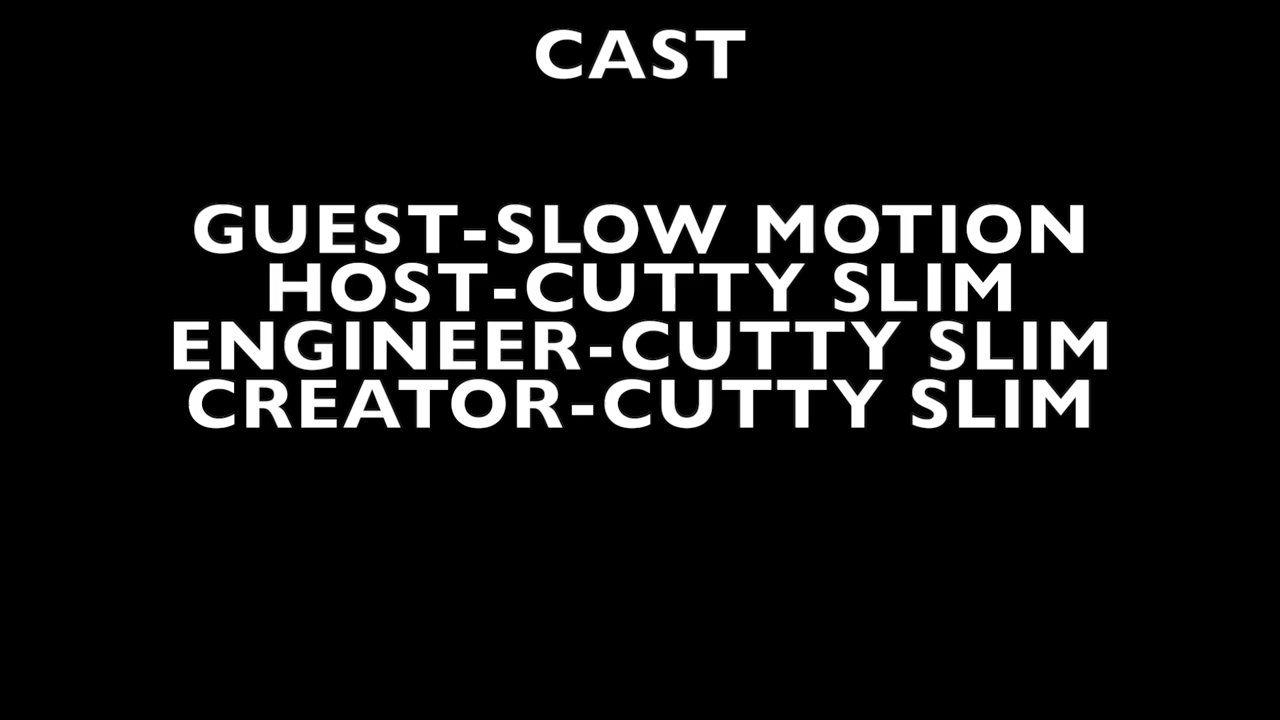 CAST
GUEST-SLOW MOTION
HOST-CUTTY SLIM
ENGINEER-CUTTY SLIM
CREATOR-CUTTY SLIM